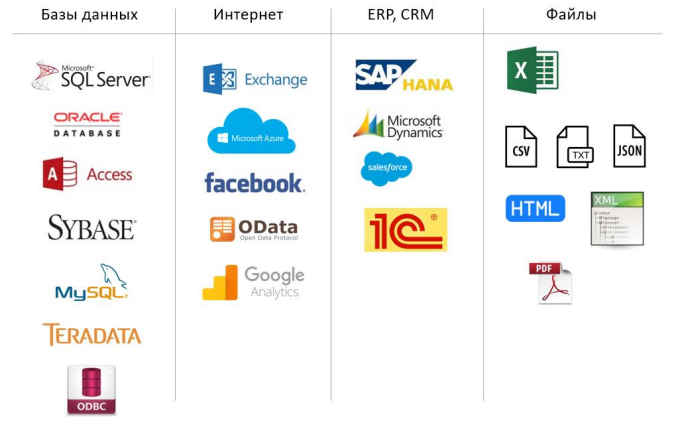 Базы данных
Интернет
ERP, CRM
Файлы
Microsoft®
SQL Server®
ORACLE®
DATABASE
A Access
SYBASE®
MySQL®
TERADATA
ODBC
E Exchange
Microsoft Azure
facebook®
OData
Open Data Protocol
Google
Analytics
SAP HANA
Microsoft
Dynamics®
salesforce
1С®
X
CSV
TXT
JSON
HTML
XML
PDF